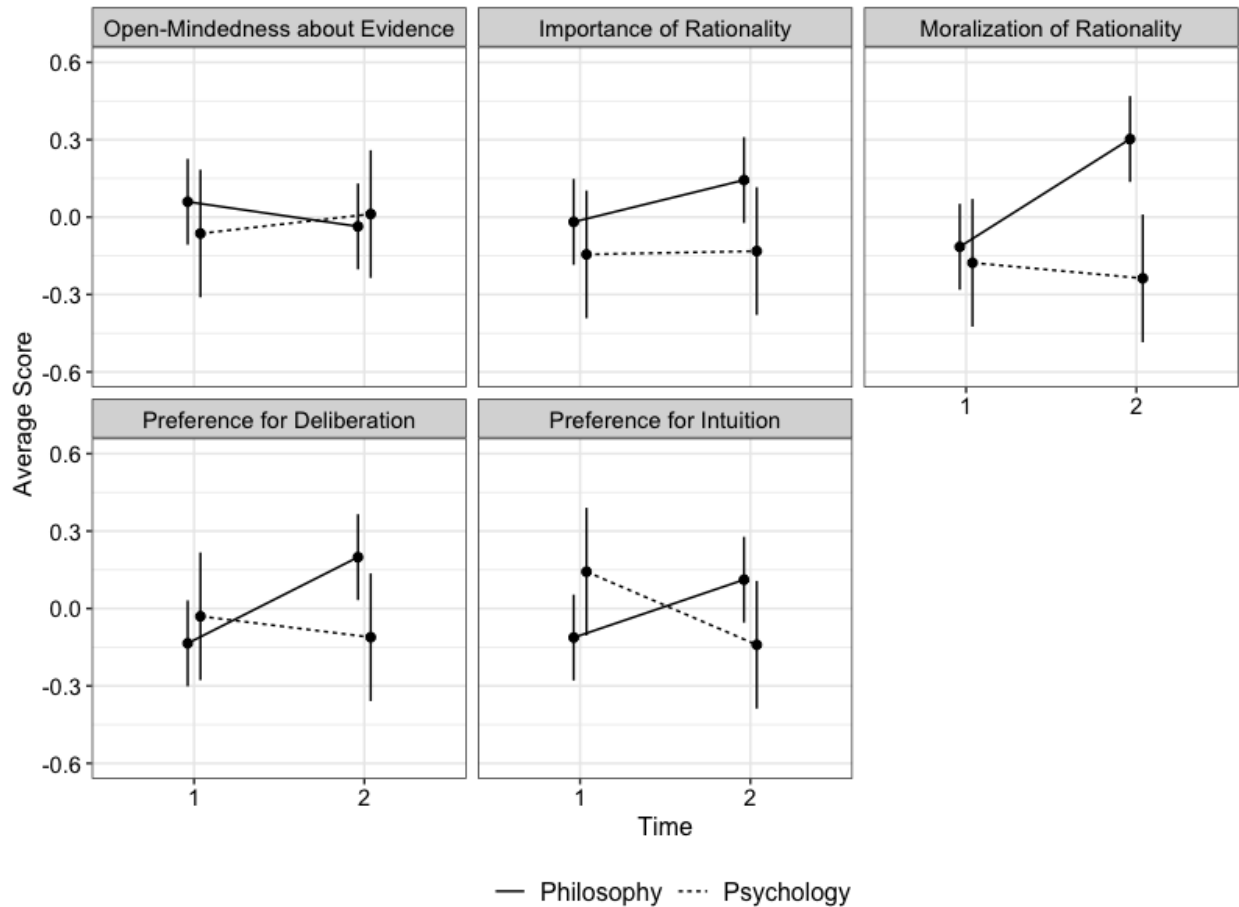 Open-Mindedness about Evidence
Importance of Rationality
Moralization of Rationality
0.6
0.3
0.0
-0.3
-0.6
1
2
Preference for Deliberation
Preference for Intuition
Average Score
0.6
0.3
0.0
-0.3
-0.6
1
2
1
2
Time
Philosophy
Psychology